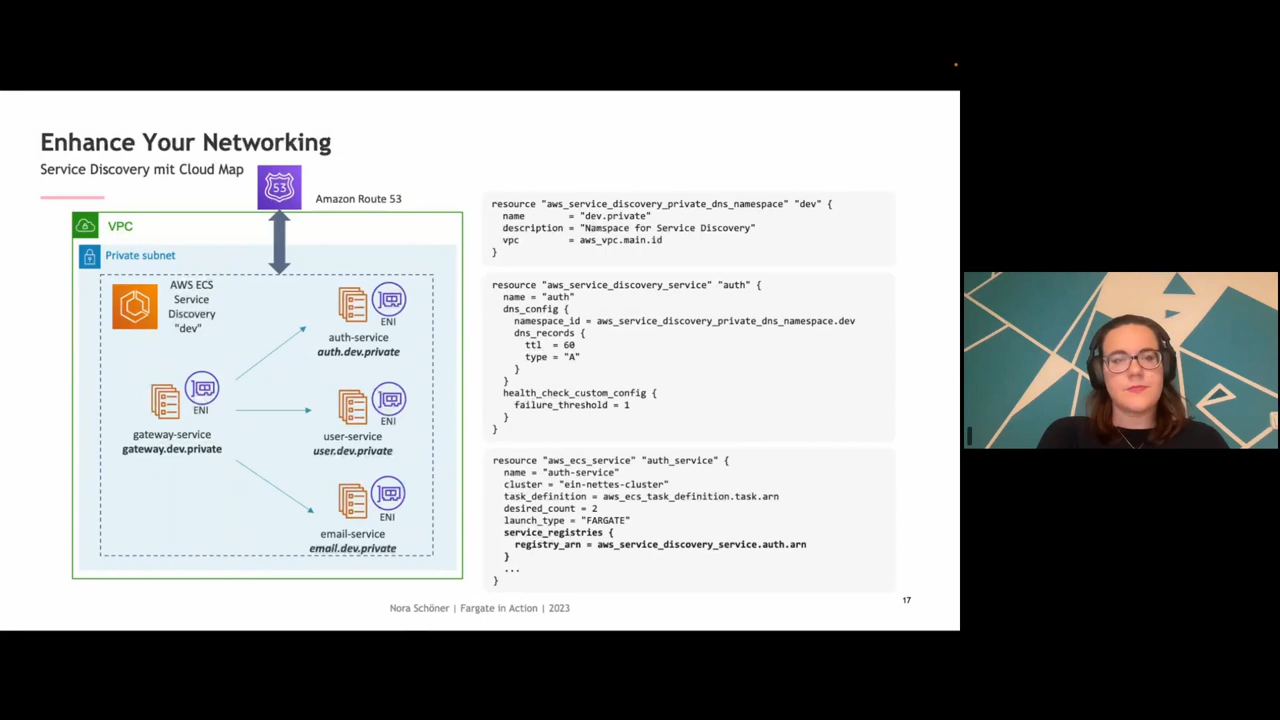 Enhance Your Networking
Service Discovery mit Cloud Map
53
Amazon Route 53
VPC
Private subnet
AWS ECS
Service
Discovery
"dev"
ENI
auth-service
auth.dev.private
ENI
gateway-service
gateway.dev.private
ENI
user-service
user.dev.private
ENI
email-service
email.dev.private
resource "aws_service_discovery_private_dns_namespace" "dev" {
name = "dev.private"
description = "Namspace for Service Discovery"
vpc = aws_vpc.main.id
}
resource "aws_service_discovery_service" "auth" {
name = "auth"
dns_config {
namespace_id = aws_service_discovery_private_dns_namespace.dev
dns_records {
ttl = 60
type = "A"
}
}
health_check_custom_config {
failure_threshold = 1
}
}
resource "aws_ecs_service" "auth_service" {
name = "auth-service"
cluster = "ein-nettes-cluster"
task_definition = aws_ecs_task_definition.task.arn
desired_count = 2
launch_type = "FARGATE"
service_registries {
registry_arn = aws_service_discovery_service.auth.arn
}
...
}
Nora Schöner | Fargate in Action | 2023
17